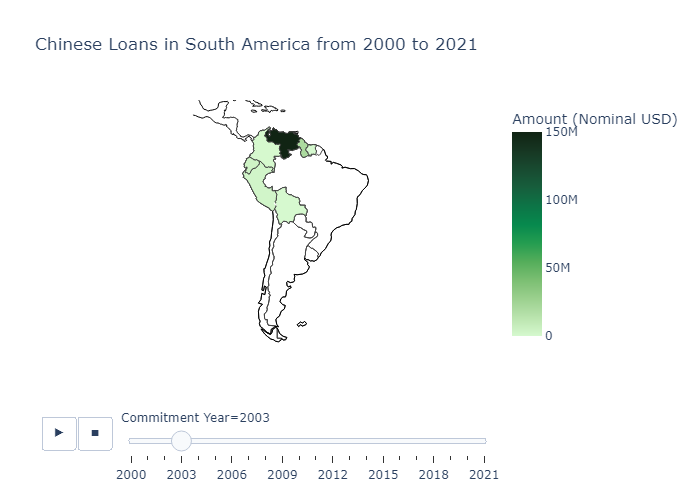 Chinese Loans in South America from 2000 to 2021
Amount (Nominal USD)
150M
100M
50M
0
Commitment Year=2003
2000 2003 2006 2009 2012 2015 2018 2021